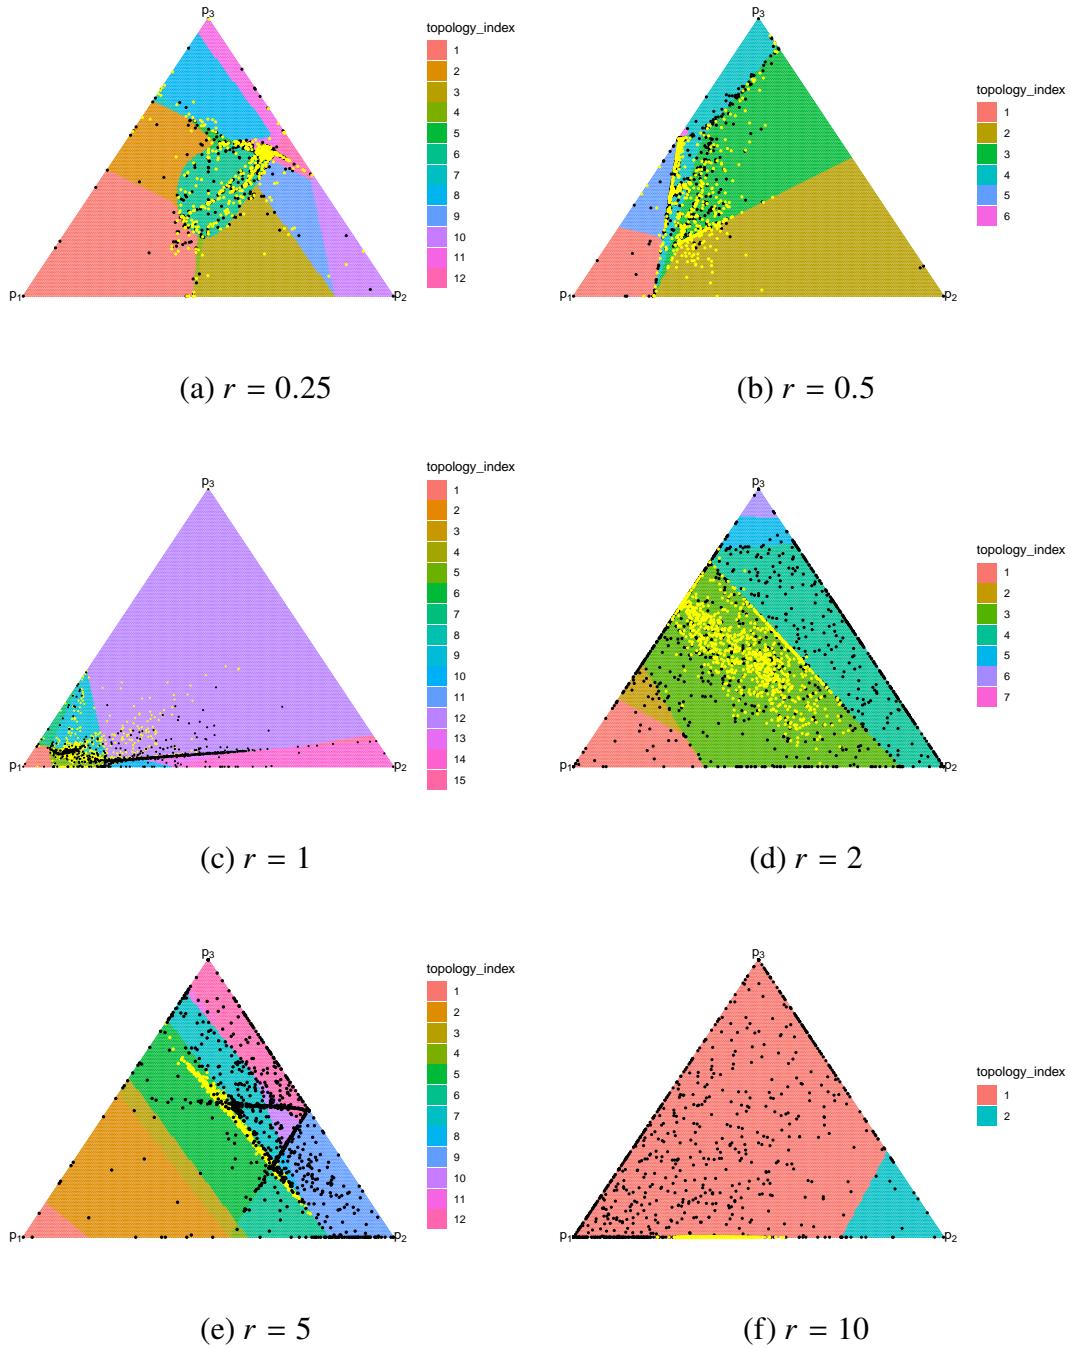 p3
topology_index
1
2
3
4
5
6
7
8
9
10
11
12
p1
p2
(a) r = 0.25
p3
topology_index
1
2
3
4
5
6
p1
p2
(b) r = 0.5
topology_index
1
2
3
4
5
6
7
8
9
10
11
12
13
14
15
p3
p1
p2
(c) r = 1
p3
topology_index
1
2
3
4
5
6
7
p1
p2
(d) r = 2
p3
topology_index
1
2
3
4
5
6
7
8
9
10
11
12
p1
p2
(e) r = 5
p3
topology_index
1
2
p1
p2
(f) r = 10